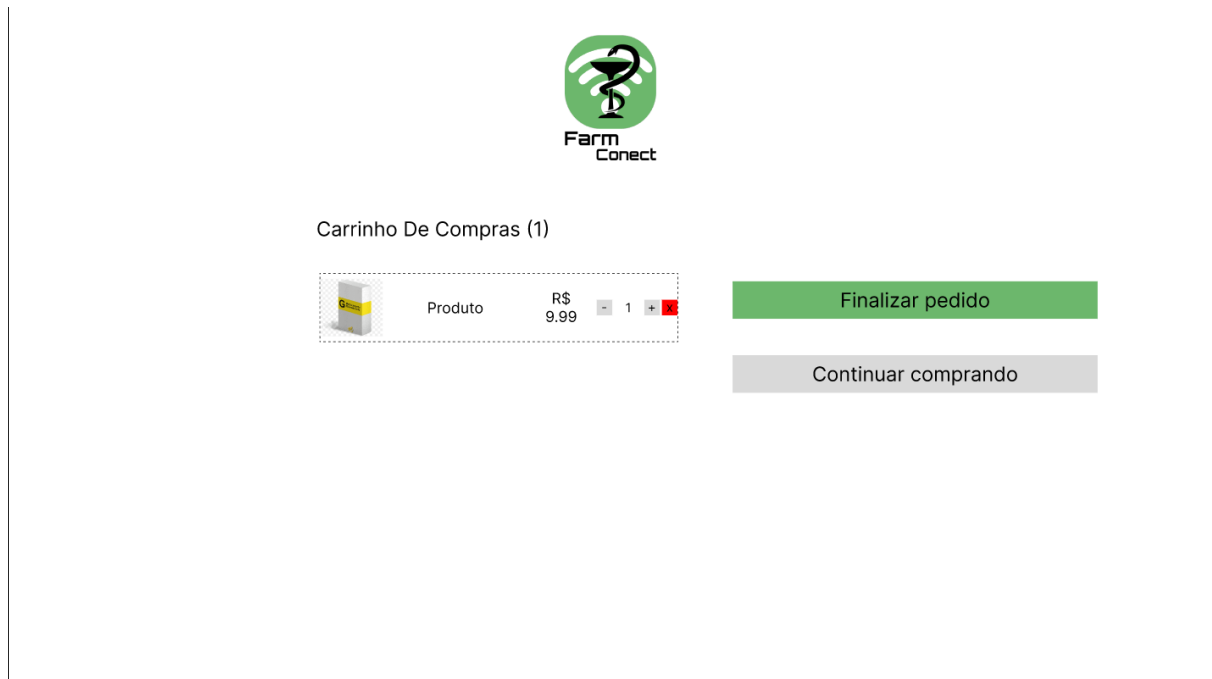 Farm
Conect
Carrinho De Compras (1)
Produto
R$
9.99
- 1 + x
Finalizar pedido
Continuar comprando